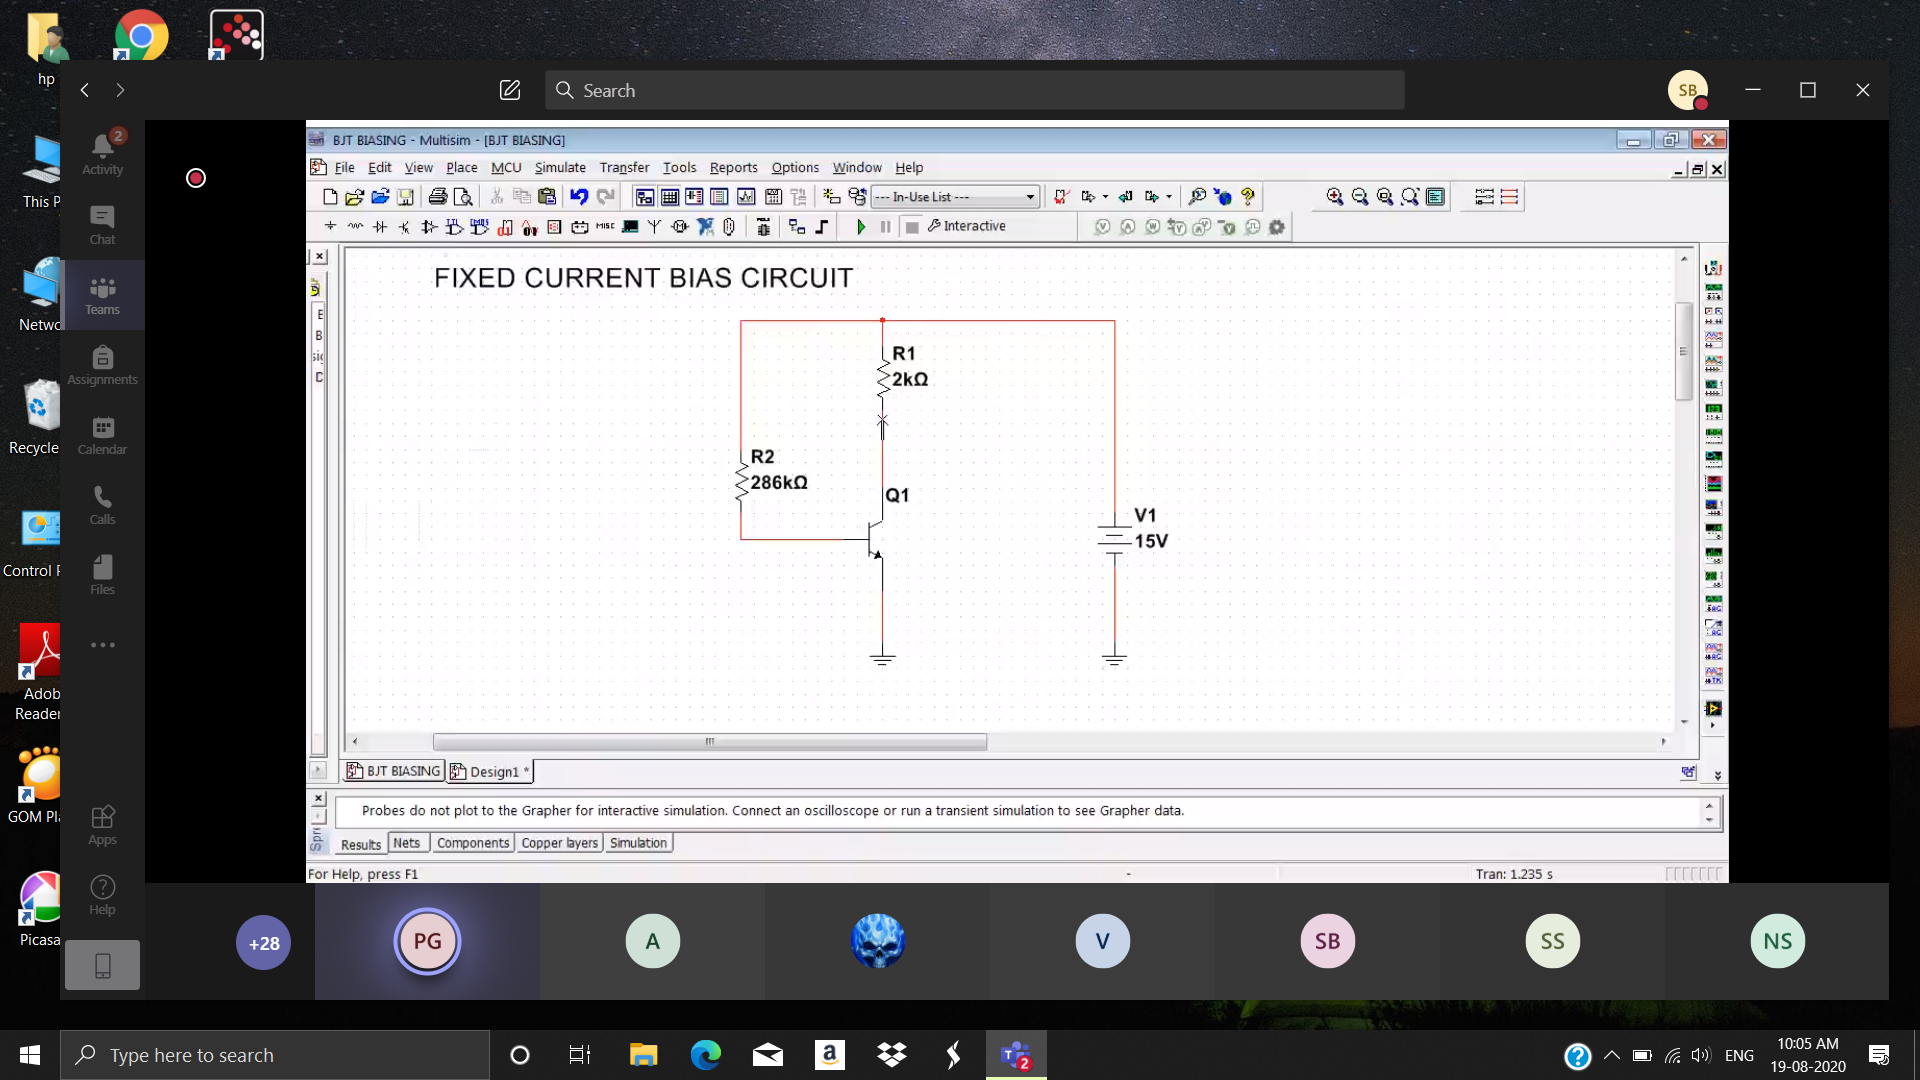 hp
Search
SB
BJT BIASING - Multisim - [BJT BIASING]
2
Activity
File Edit View Place MCU Simulate Transfer Tools Reports Options Window Help
This P
--- In-Use List ---
Chat
MISC
Interactive
FIXED CURRENT BIAS CIRCUIT
Teams
Netwo
R1
2kΩ
Assignments
Recycle
Calendar
R2
286kΩ
Q1
V1
15V
Calls
Control P
Files
Adob
Reader
BJT BIASING Design1 *
Probes do not plot to the Grapher for interactive simulation. Connect an oscilloscope or run a transient simulation to see Grapher data.
GOM Pla
Apps
Results Nets Components Copper layers Simulation
For Help, press F1
-
Tran: 1.235 s
Help
Picasa
+28
PG
A
V
SB
SS
NS
Type here to search
2
ENG
10:05 AM
19-08-2020